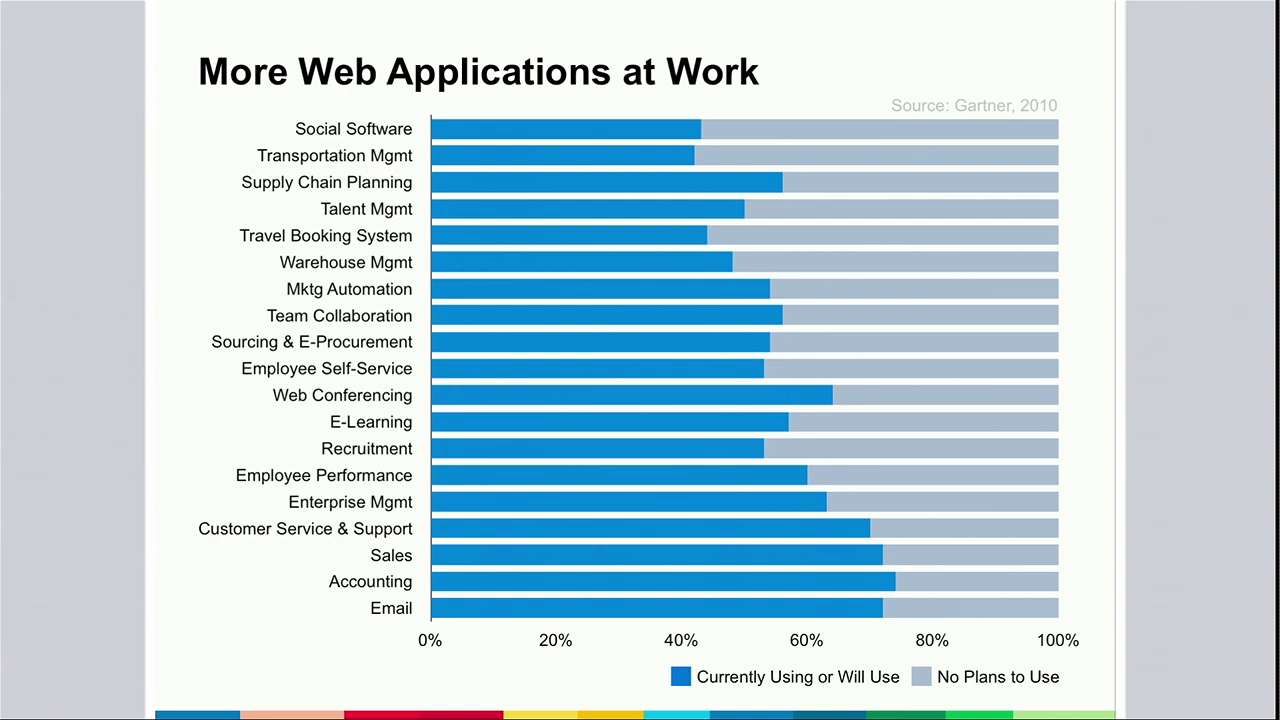 More Web Applications at Work
Source: Gartner, 2010
Social Software
Transportation Mgmt
Supply Chain Planning
Talent Mgmt
Travel Booking System
Warehouse Mgmt
Mktg Automation
Team Collaboration
Sourcing & E-Procurement
Employee Self-Service
Web Conferencing
E-Learning
Recruitment
Employee Performance
Enterprise Mgmt
Customer Service & Support
Sales
Accounting
Email
0% 20% 40% 60% 80% 100%
Currently Using or Will Use No Plans to Use